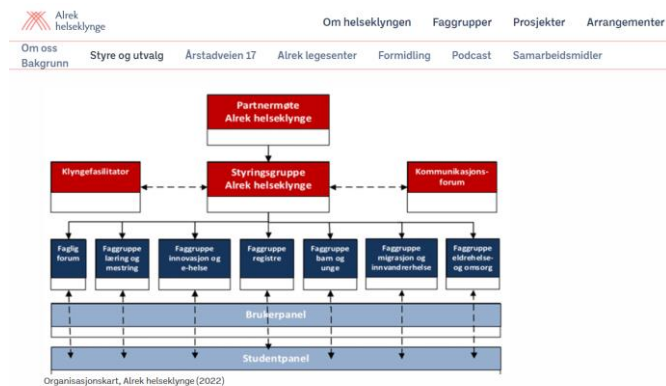 Alrek
helseklynge
Om helseklyngen Faggrupper Prosjekter Arrangementer
Om oss Styre og utvalg Årstadveien 17 Alrek legesenter Formidling Podcast Samarbeidsmidler
Bakgrunn
Partnermøte
Alrek helseklynge
Klyngefasilitator
Styringsgruppe
Alrek helseklynge
Kommunikasjons-
forum
Faglig
forum
Faggruppe
læring og
mestring
Faggruppe
innovasjon og
e-helse
Faggruppe
registre
Faggruppe
barn og
unge
Faggruppe
migrasjon og
innvandrerhelse
Faggruppe
eldrehelse-
og omsorg
Brukerpanel
Studentpanel
Organisasjonskart, Alrek helseklynge (2022)